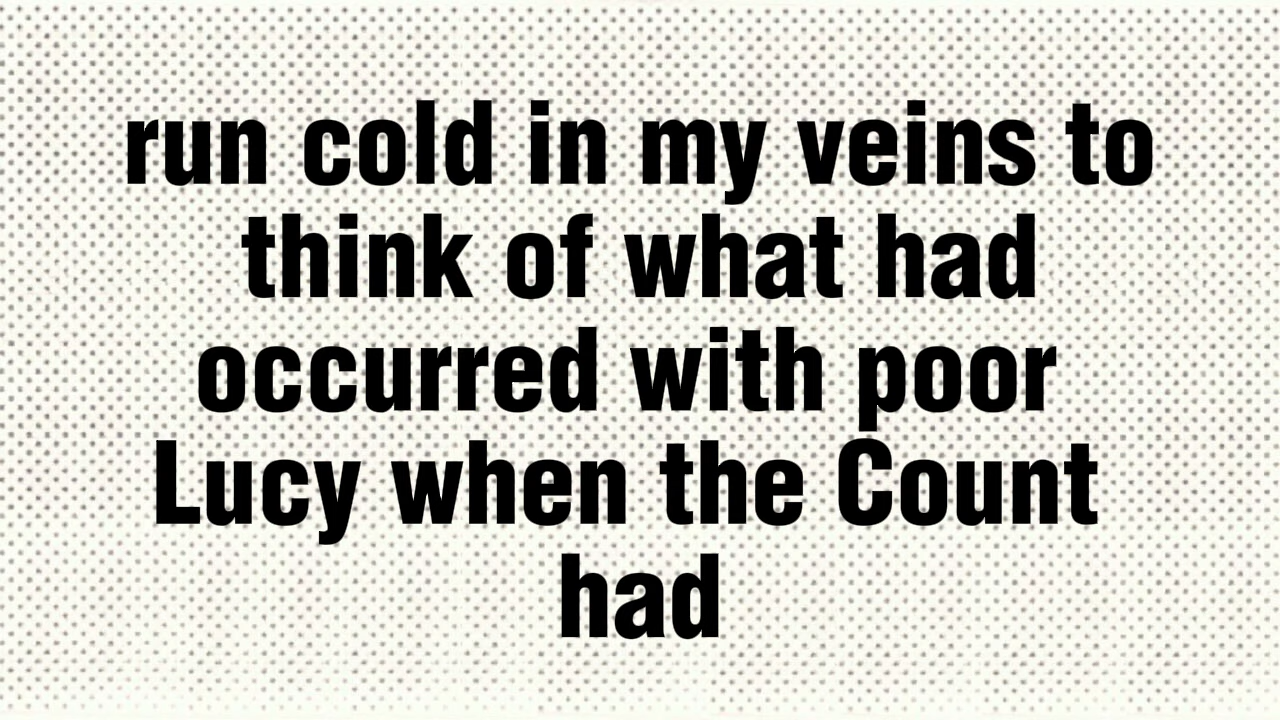 run cold in my veins to
think of what had
occurred with poor
Lucy when the Count
had